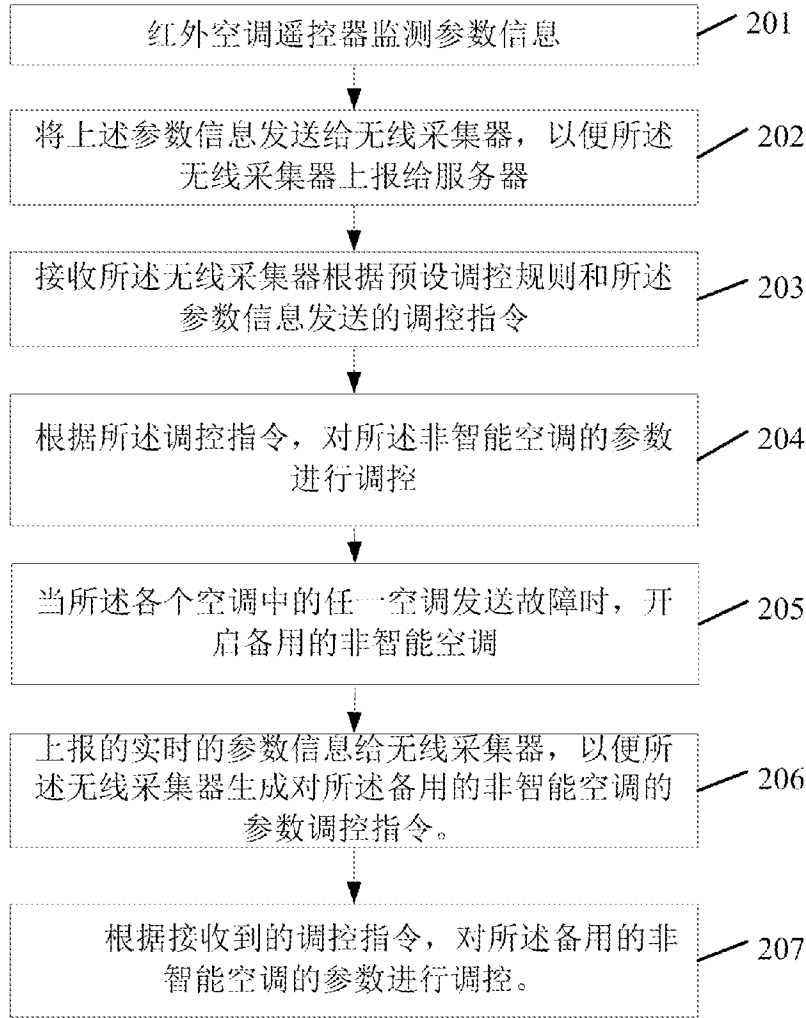 红外空调遥控器监测参数信息
201
将上述参数信息发送给无线采集器，以便所述
无线采集器上报给服务器
202
接收所述无线采集器根据预设调控规则和所述
参数信息发送的调控指令
203
根据所述调控指令，对所述非智能空调的参数
进行调控
204
当所述各个空调中的任一空调发送故障时，开
启备用的非智能空调
205
上报的实时的参数信息给无线采集器，以便所
述无线采集器生成对所述备用的非智能空调的
参数调控指令。
206
根据接收到的调控指令，对所述备用的非
智能空调的参数进行调控。
207